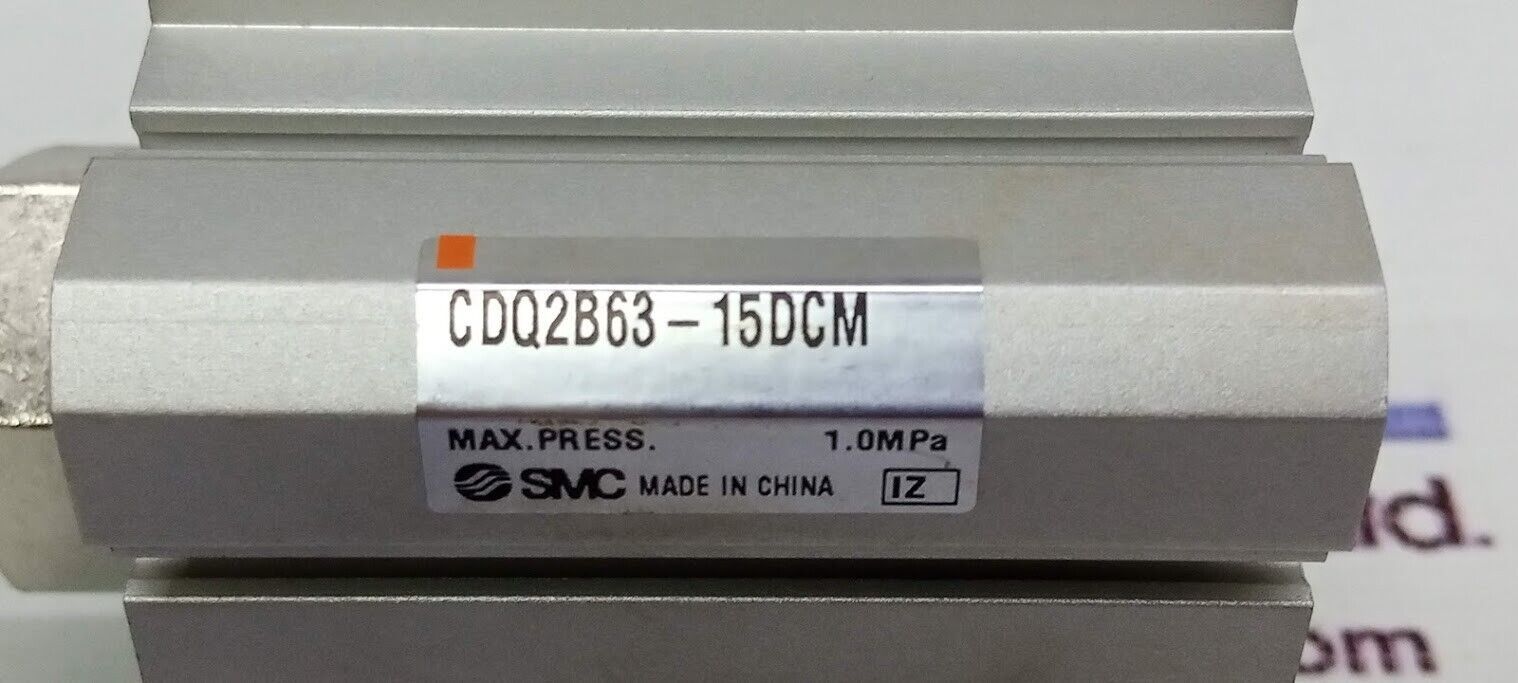 CDQ2B63-15DCM
MAX.PRESS. 1.0MPa
SMC MADE IN CHINA IZ